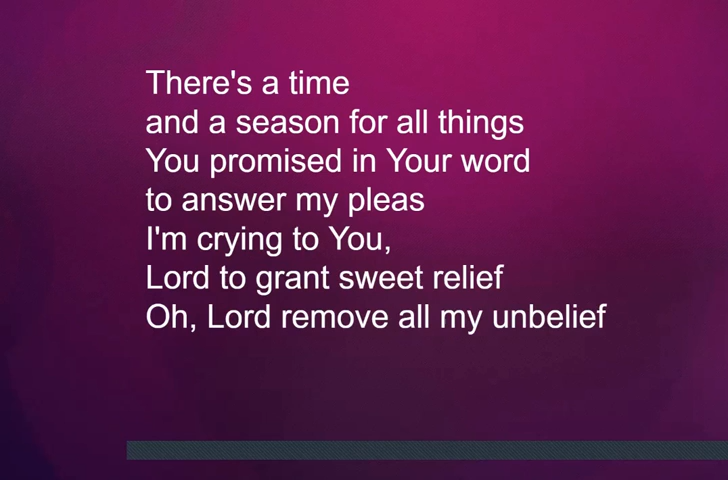 There's a time
and a season for all things
You promised in Your word
to answer my pleas
I'm crying to You,
Lord to grant sweet relief
Oh, Lord remove all my unbelief